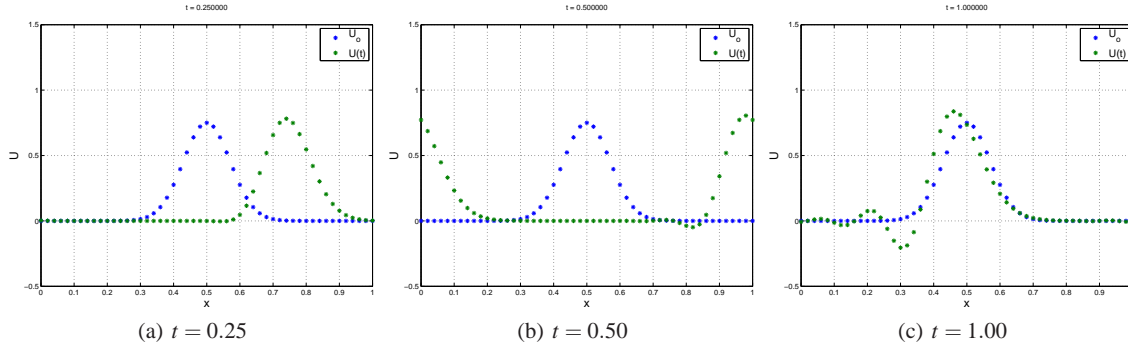 t = 0.250000
1.5
1
0.5
0
−0.5
U
U_o
U(t)
0 0.1 0.2 0.3 0.4 0.5 0.6 0.7 0.8 0.9 1
x
(a) t = 0.25
t = 0.500000
1.5
1
0.5
0
−0.5
U
U_o
U(t)
0 0.1 0.2 0.3 0.4 0.5 0.6 0.7 0.8 0.9 1
x
(b) t = 0.50
t = 1.000000
1.5
1
0.5
0
−0.5
U
U_o
U(t)
0 0.1 0.2 0.3 0.4 0.5 0.6 0.7 0.8 0.9
x
(c) t = 1.00